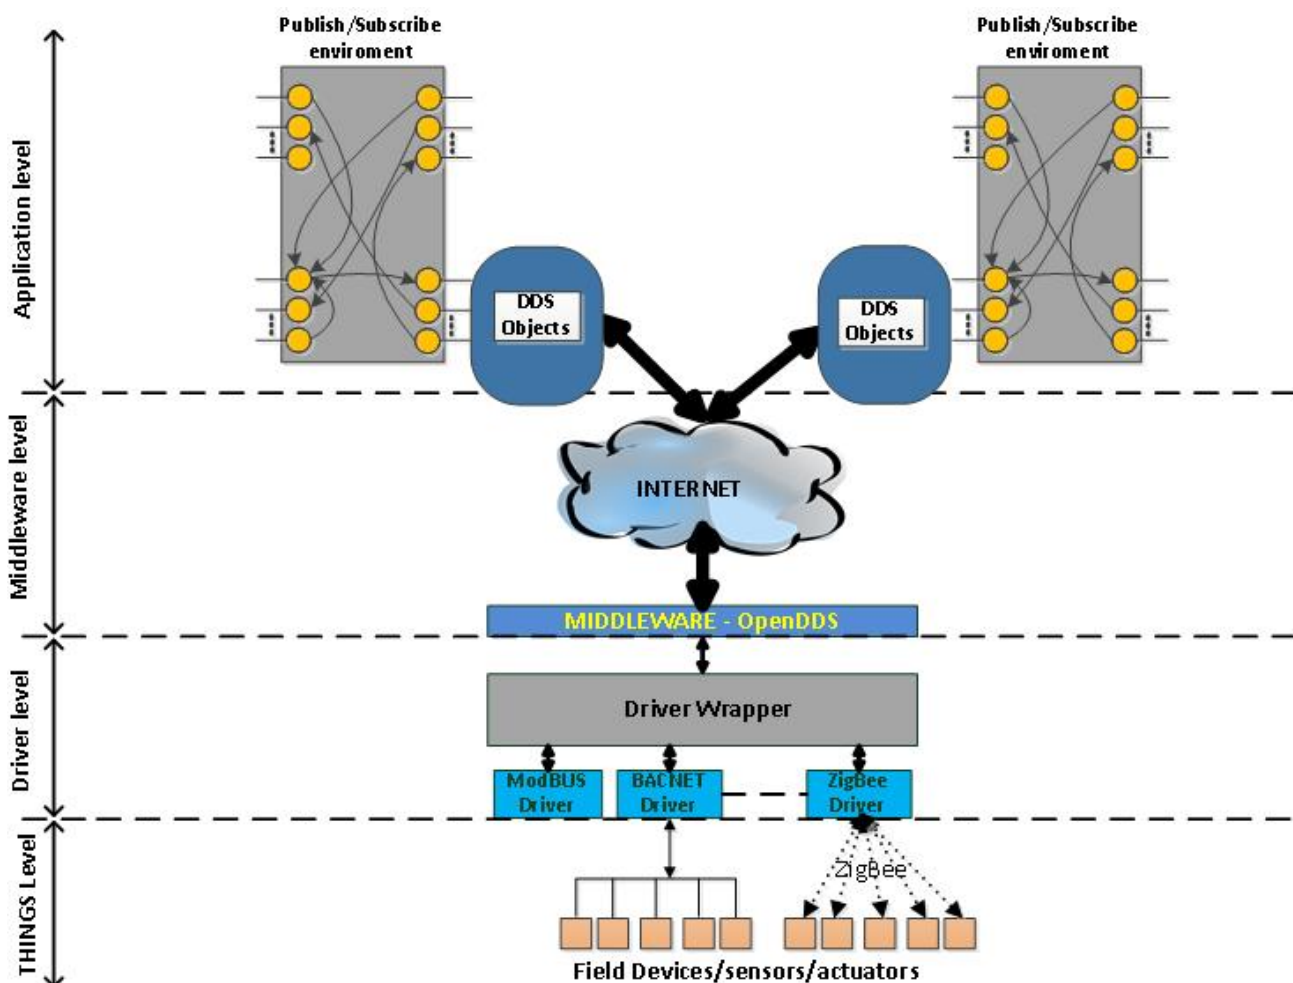 Publish/Subscribe
enviroment
Publish/Subscribe
enviroment
Application level
DDS
Objects
DDS
Objects
Middleware level
INTERNET
MIDDLEWARE - OpenDDS
Driver level
Driver Wrapper
ModBUS
Driver
BACNET
Driver
ZigBee
Driver
THINGS Level
ZigBee
Field Devices/sensors/actuators